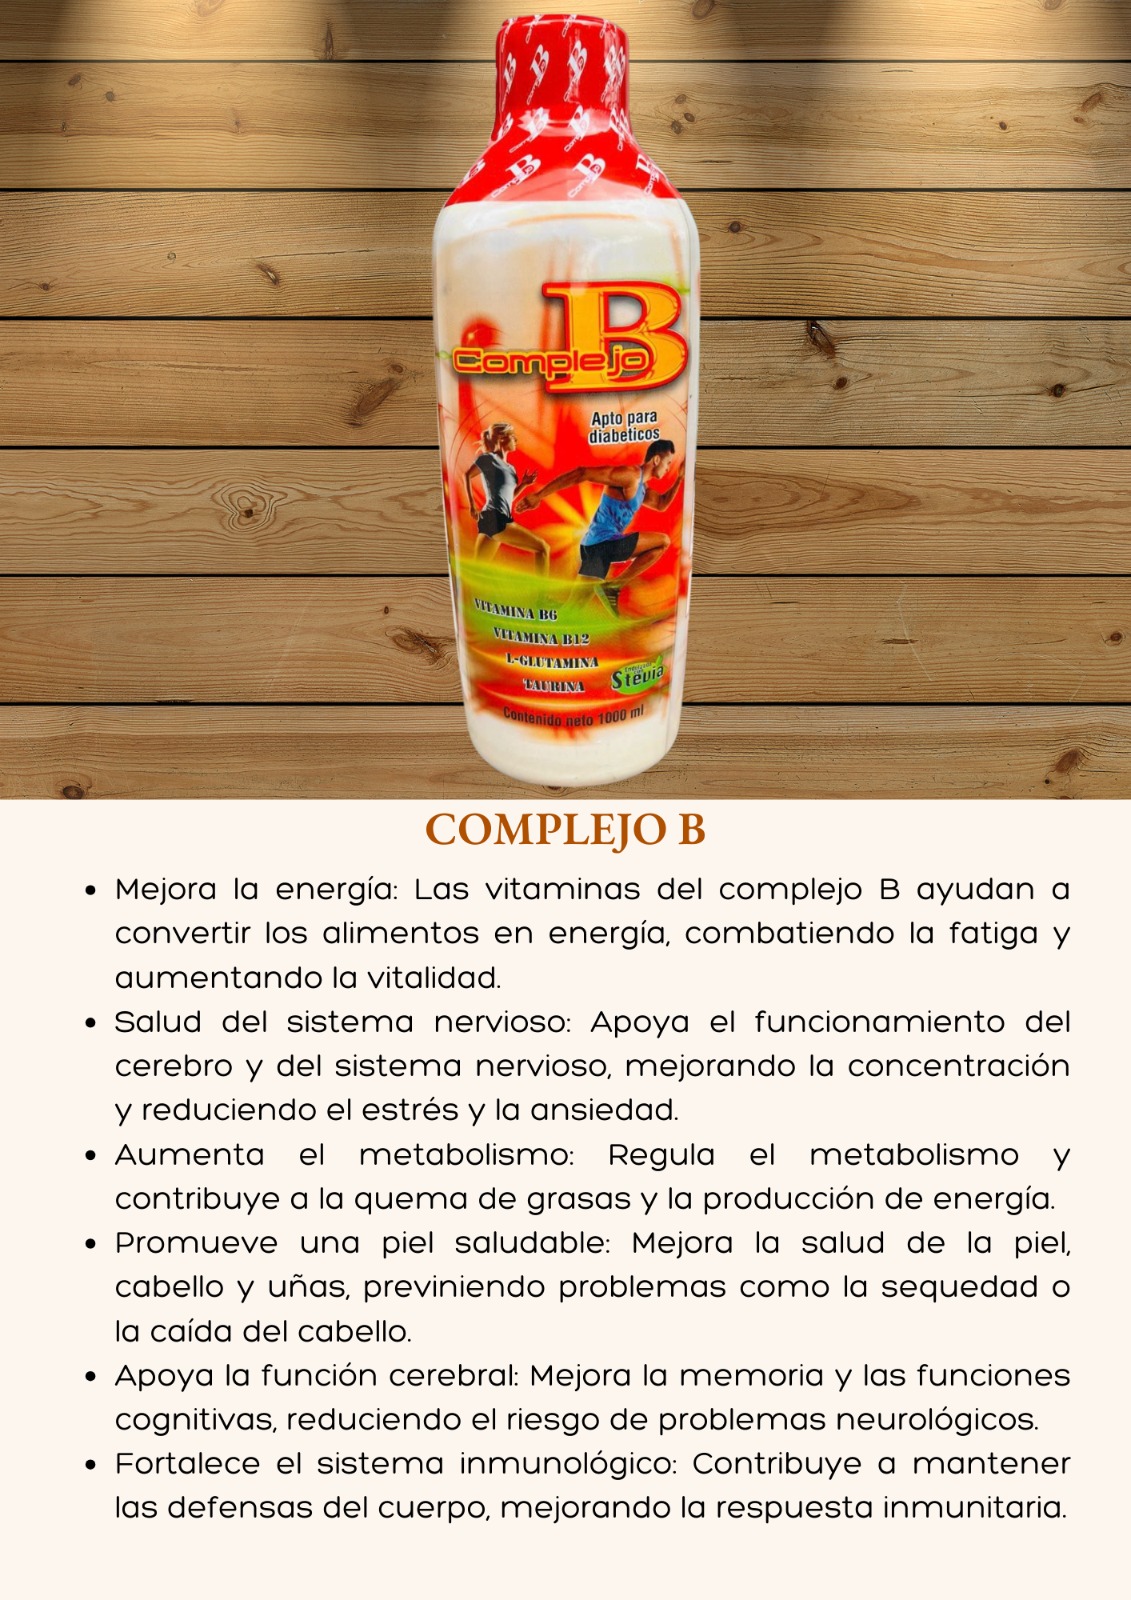 Complejo B
Apto para
diabeticos
VITAMINA B6
VITAMINA B12
L-GLUTAMINA
TAURINA
Stevia
Contenido neto 1000 ml
COMPLEJO B
• Mejora la energía: Las vitaminas del complejo B ayudan a
convertir los alimentos en energía, combatiendo la fatiga y
aumentando la vitalidad.
• Salud del sistema nervioso: Apoya el funcionamiento del
cerebro y del sistema nervioso, mejorando la concentración
y reduciendo el estrés y la ansiedad.
• Aumenta el metabolismo: Regula el metabolismo y
contribuye a la quema de grasas y la producción de energía.
• Promueve una piel saludable: Mejora la salud de la piel,
cabello y uñas, previniendo problemas como la sequedad o
la caída del cabello.
• Apoya la función cerebral: Mejora la memoria y las funciones
cognitivas, reduciendo el riesgo de problemas neurológicos.
• Fortalece el sistema inmunológico: Contribuye a mantener
las defensas del cuerpo, mejorando la respuesta inmunitaria.